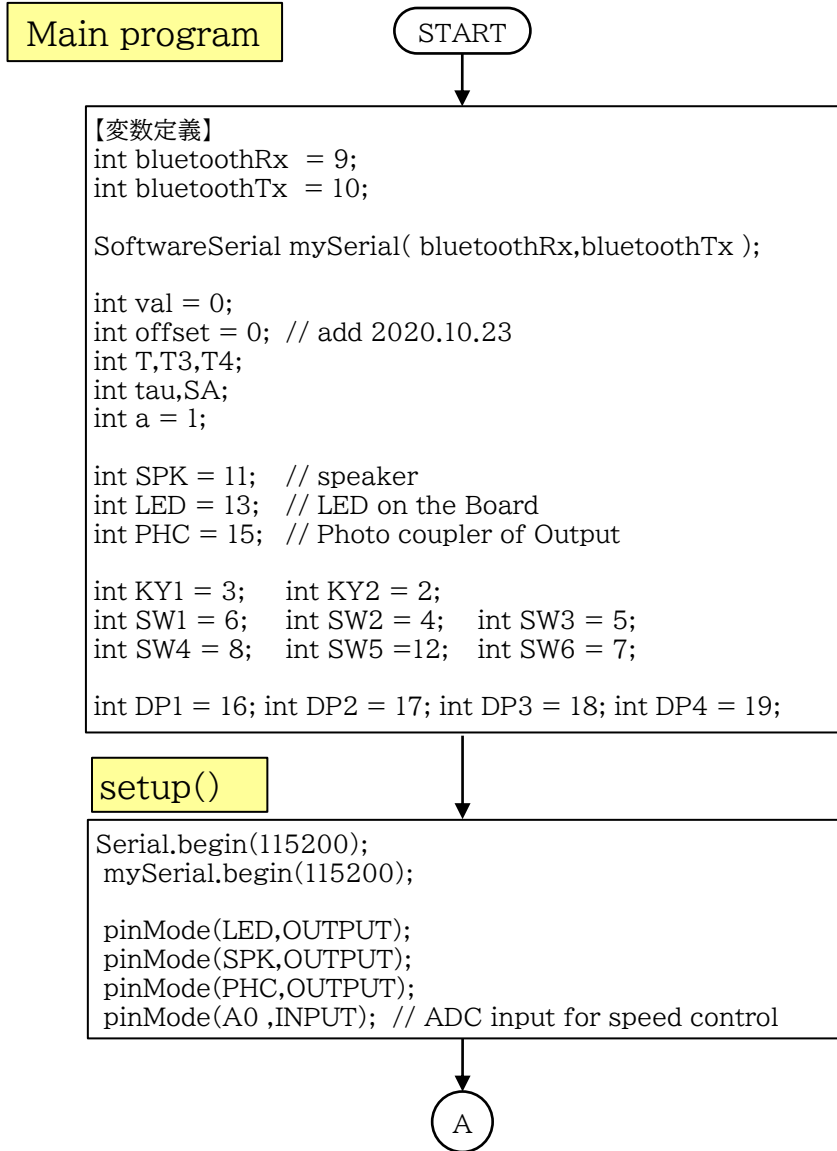 Main program
START
【変数定義】
int bluetoothRx  = 9;
int bluetoothTx  = 10;
SoftwareSerial mySerial( bluetoothRx,bluetoothTx );
int val = 0;
int offset = 0;  // add 2020.10.23
int T,T3,T4;
int tau,SA;
int a = 1;
int SPK = 11;   // speaker
int LED = 13;  // LED on the Board
int PHC = 15;  // Photo coupler of Output
int KY1 = 3;    int KY2 = 2;
int SW1 = 6;   int SW2 = 4;   int SW3 = 5;
int SW4 = 8;   int SW5 =12;   int SW6 = 7;
int DP1 = 16; int DP2 = 17; int DP3 = 18; int DP4 = 19;
setup()
Serial.begin(115200);
mySerial.begin(115200);
pinMode(LED,OUTPUT);
pinMode(SPK,OUTPUT);
pinMode(PHC,OUTPUT);
pinMode(A0 ,INPUT);  // ADC input for speed control
A